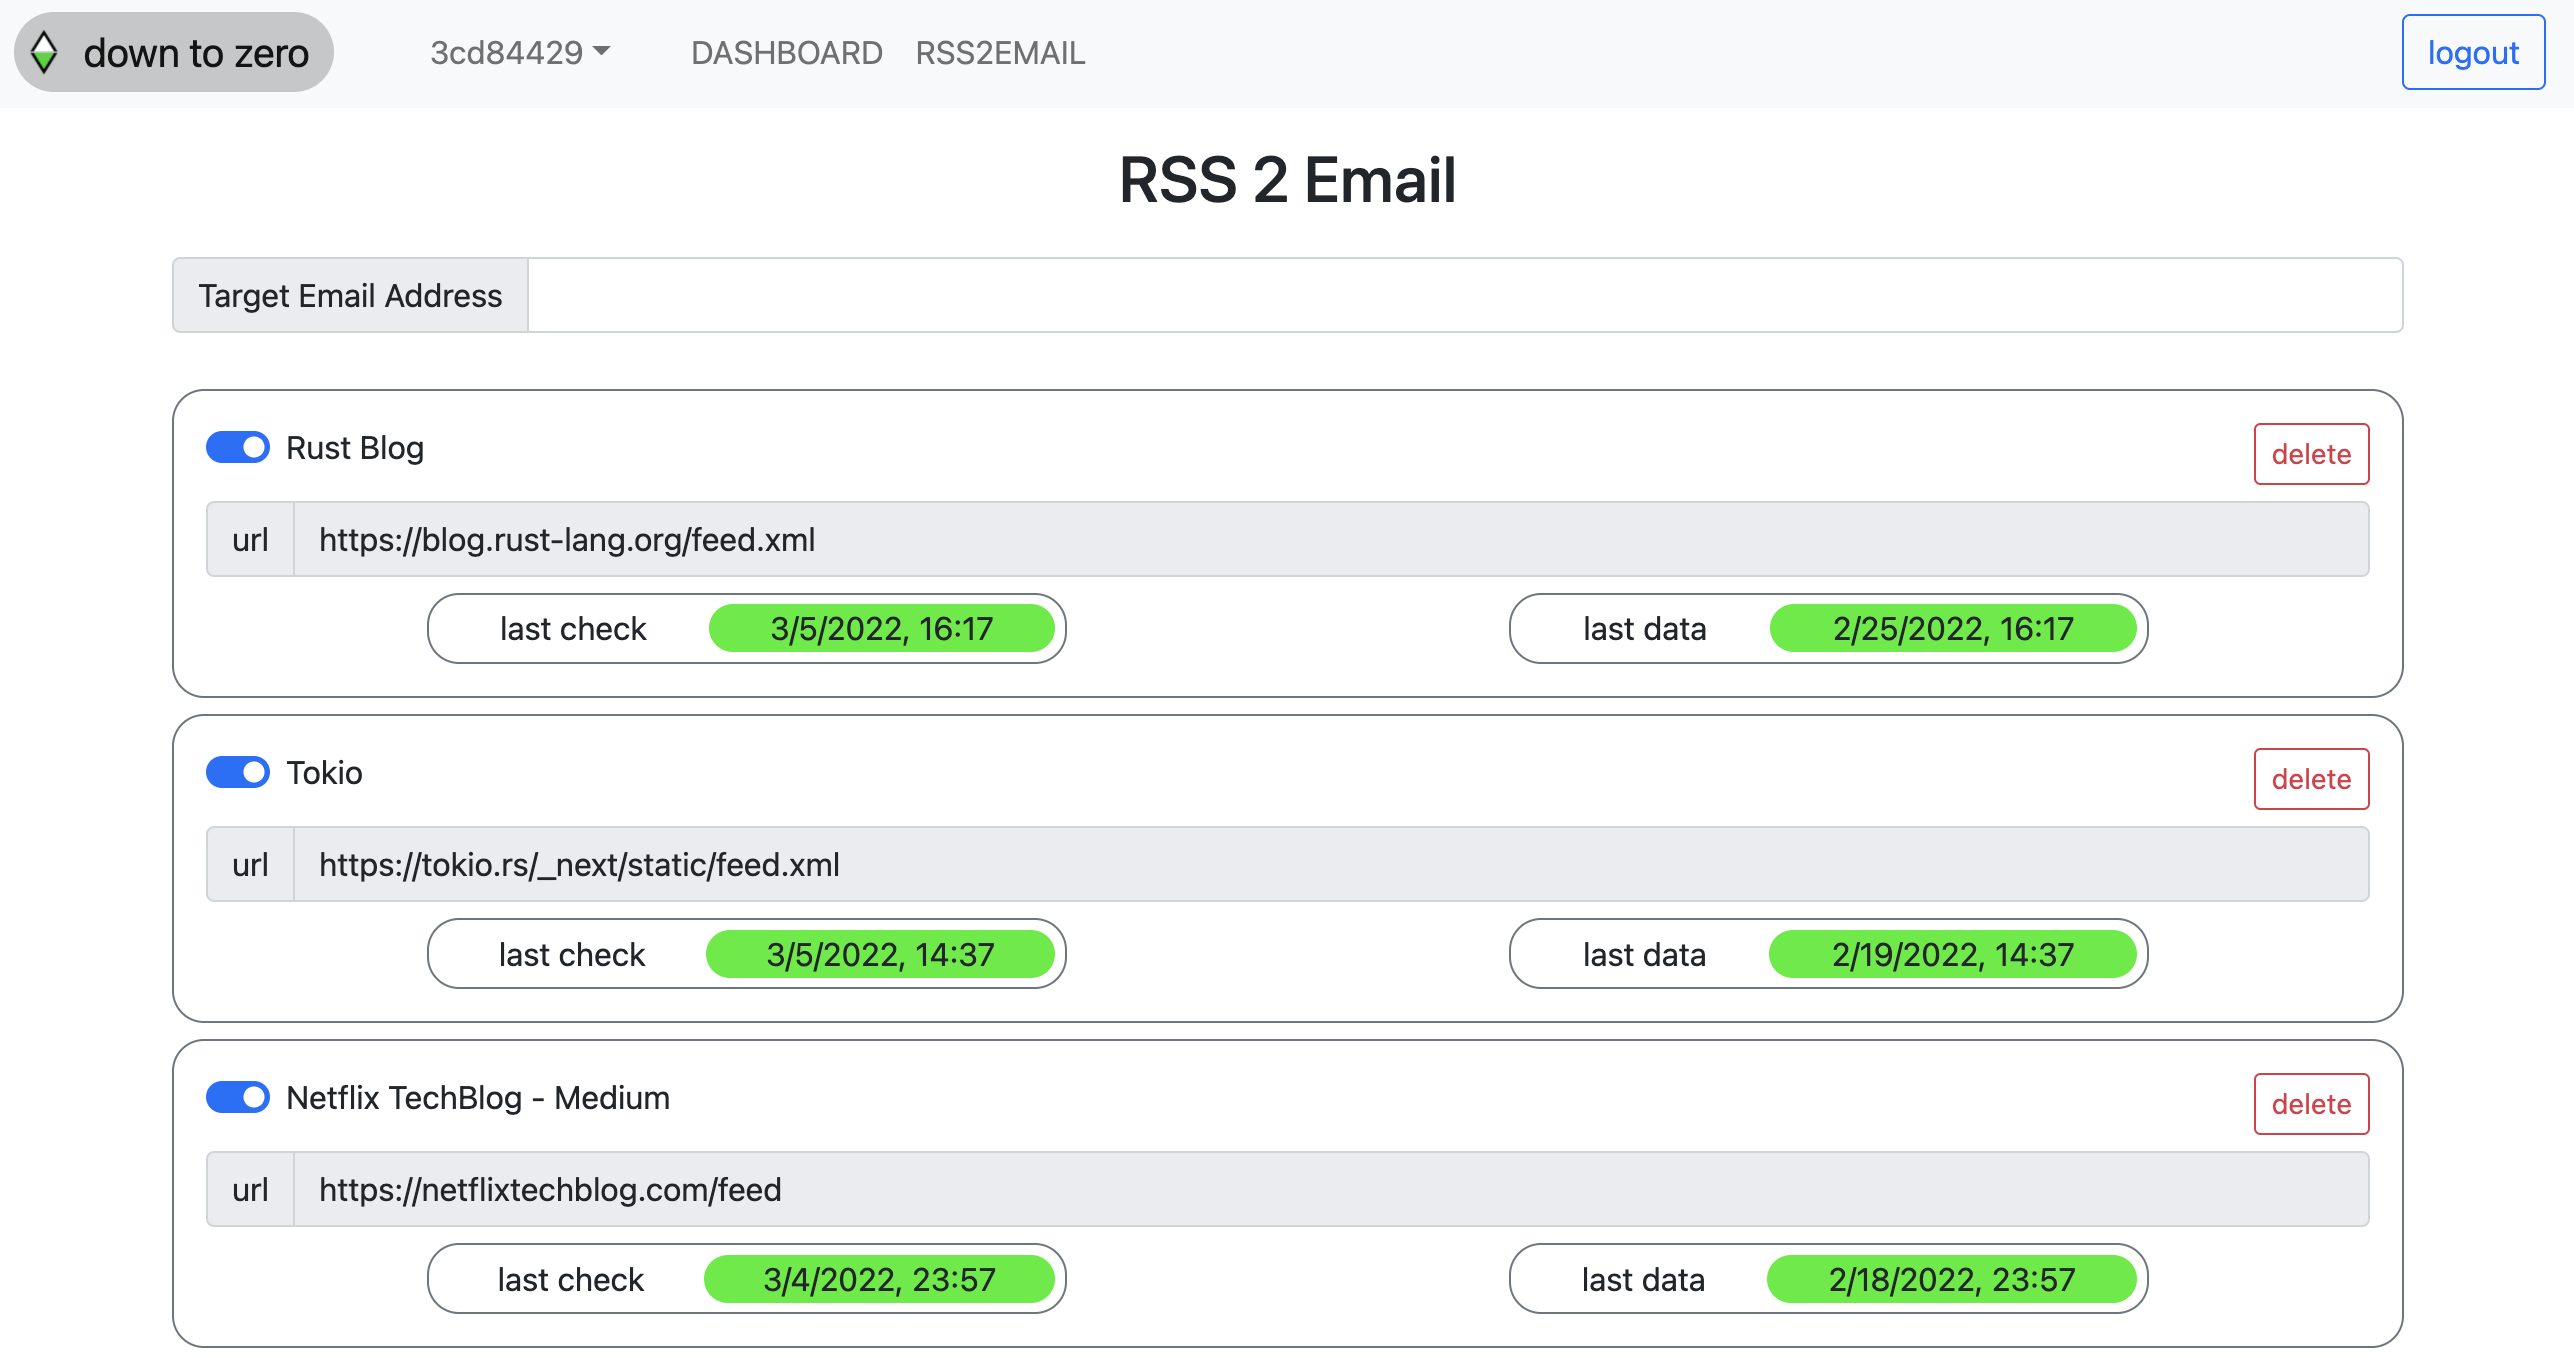 down to zero 3cd84429 DASHBOARD RSS2EMAIL logout
RSS 2 Email
Target Email Address
Rust Blog delete
url https://blog.rust-lang.org/feed.xml
last check 3/5/2022, 16:17 last data 2/25/2022, 16:17
Tokio delete
url https://tokio.rs/_next/static/feed.xml
last check 3/5/2022, 14:37 last data 2/19/2022, 14:37
Netflix TechBlog - Medium delete
url https://netflixtechblog.com/feed
last check 3/4/2022, 23:57 last data 2/18/2022, 23:57